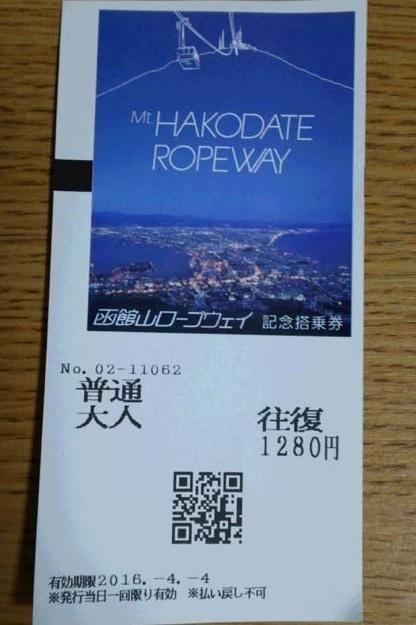 Mt. HAKODATE
ROPEWAY
函館山ロープウェイ 記念搭乗券
No. 02-11062
普通
大人 往復
1280円
有効期限2016.-4.-4
※発行当日一回限り有効 ※払い戻し不可